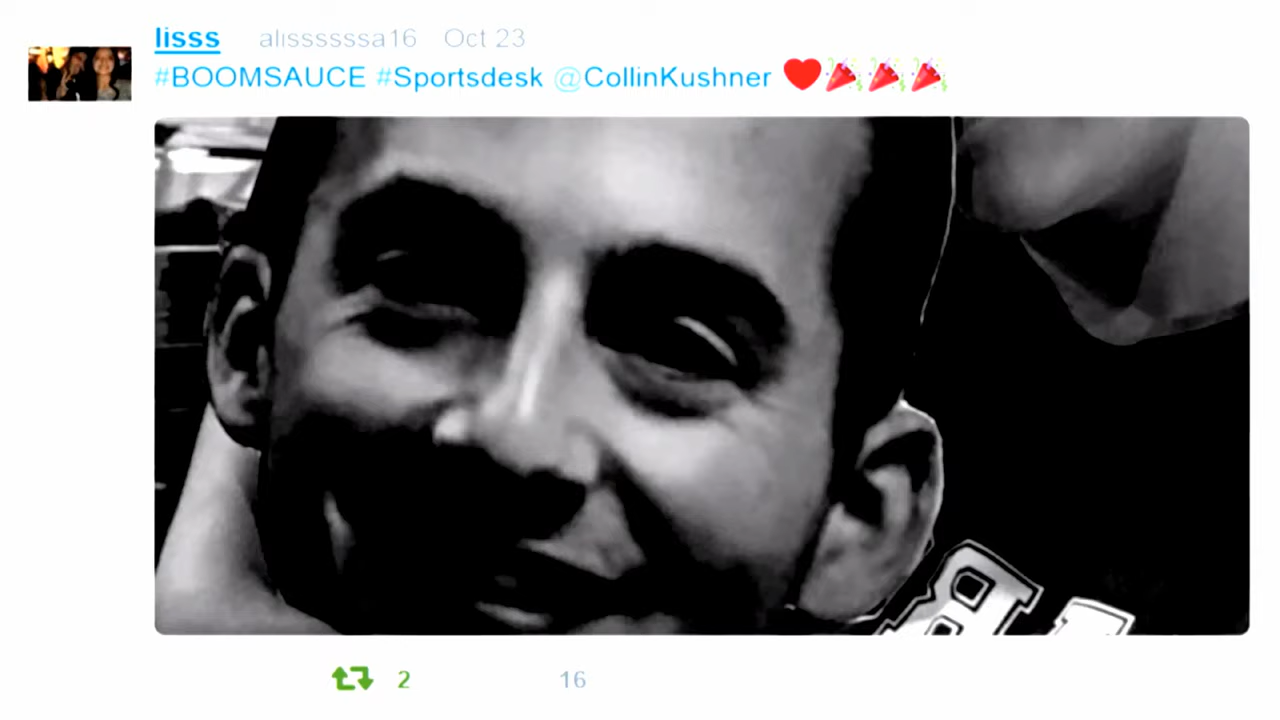 lisss alissssssa16 Oct 23
#BOOMSAUCE #Sportsdesk @CollinKushner ❤️🎉🎉🎉
R
2 16